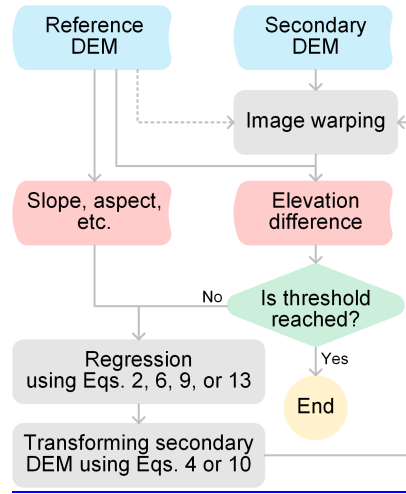 Reference
DEM
Secondary
DEM
Image warping
Slope, aspect,
etc.
Elevation
difference
Is threshold
reached?
No
Yes
Regression
using Eqs. 2, 6, 9, or 13
End
Transforming secondary
DEM using Eqs. 4 or 10